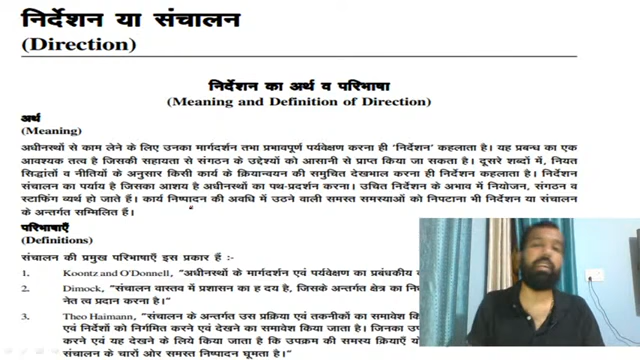 निर्देशन या संचालन
(Direction)
निर्देशन का अर्थ व परिभाषा
(Meaning and Definition of Direction)
अर्थ
(Meaning)
अधीनस्थों से काम लेने के लिए उनका मार्गदर्शन तथा प्रभावपूर्ण पर्यवेक्षण करना ही 'निर्देशन' कहलाता है। यह प्रबन्ध का एक
आवश्यक तत्व है जिसकी सहायता से संगठन के उद्देश्यों को आसानी से प्राप्त किया जा सकता है। दूसरे शब्दों में, नियत
सिद्धांतों व नीतियों के अनुसार किसी कार्य के क्रियान्वयन की समुचित देखभाल करना ही निर्देशन कहलाता है। निर्देशन
संचालन का पर्याय है जिसका आशय है अधीनस्थों का पथ-प्रदर्शन करना। उचित निर्देशन के अभाव में नियोजन, संगठन व
स्टाफिंग व्यर्थ हो जाते हैं। कार्य निष्पादन की अवधि में उठने वाली समस्त समस्याओं को निपटाना भी निर्देशन या संचालन
के अन्तर्गत सम्मिलित हैं।
परिभाषाएँ
(Definitions)
संचालन की प्रमुख परिभाषाएँ इस प्रकार हैं :-
1. Koontz and O'Donnell, "अधीनस्थों के मार्गदर्शन एवं पर्यवेक्षण का प्रबंधकीय
2. Dimock, "संचालन वास्तव में प्रशासन का ह दय है, जिसके अन्तर्गत क्षेत्र का
नेत त्व प्रदान करना है।"
3. Theo Haimann, "संचालन के अन्तर्गत उस प्रक्रिया एवं तकनीकों का समावेश
एवं निर्देशों को निर्गमित करने एवं देखने का समावेश किया जाता है। जिनका
करने एवं यह देखने के लिये किया जाता है कि उपक्रम की समस्य क्रियाएँ
संचालन के चारों ओर समस्त निष्पादन घूमता है।"